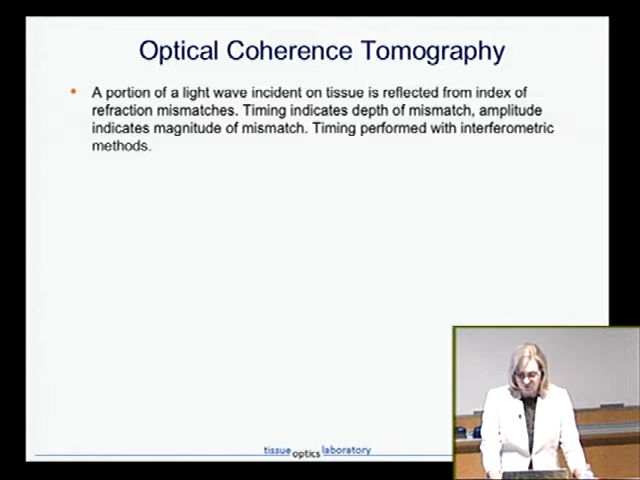 Optical Coherence Tomography
• A portion of a light wave incident on tissue is reflected from index of
refraction mismatches. Timing indicates depth of mismatch, amplitude
indicates magnitude of mismatch. Timing performed with interferometric
methods.
tissue optics laboratory